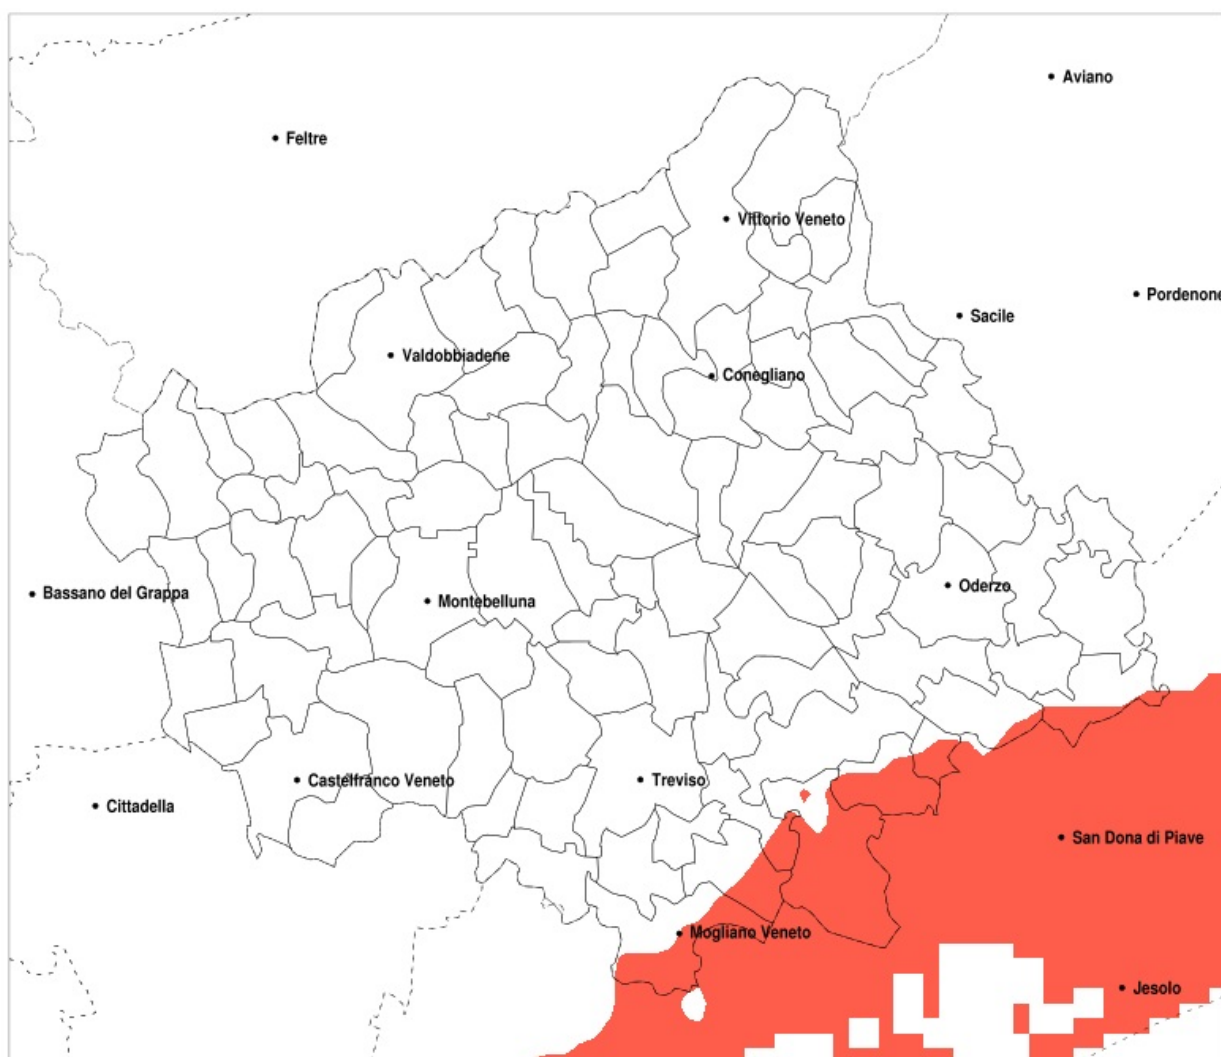 Aviano
Feltre
Vittorio Veneto
Pordenone
Sacile
Valdobbiadene
Conegliano
Oderzo
Bassano del Grappa
Montebelluna
Castelfranco Veneto
Treviso
Cittadella
San Dona di Piave
Mogliano Veneto
Jesolo